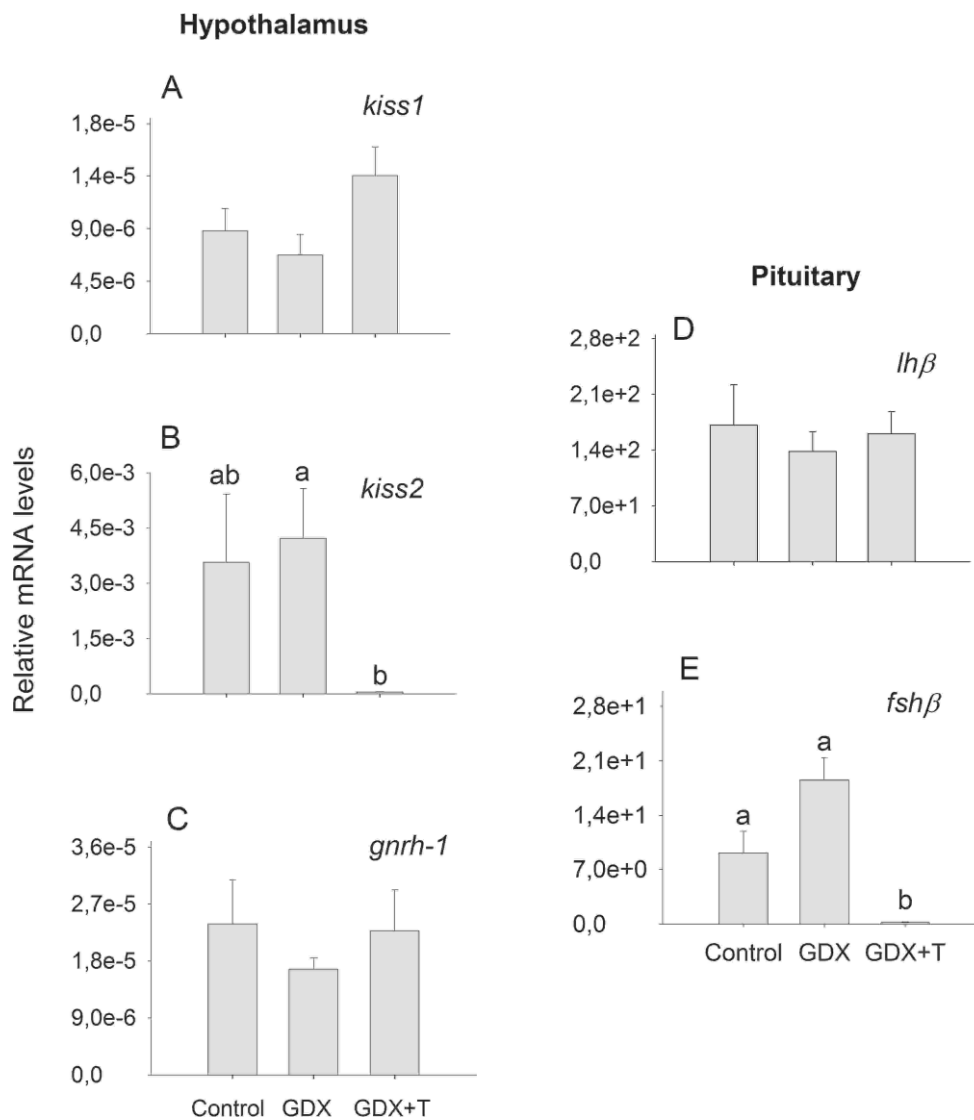 Hypothalamus
A
kiss1
1,8e-5
1,4e-5
9,0e-6
4,5e-6
0,0
B
kiss2
6,0e-3
4,5e-3
3,0e-3
1,5e-3
0,0
ab
a
b
C
gnrh-1
3,6e-5
2,7e-5
1,8e-5
9,0e-6
0,0
Control GDX GDX+T
Relative mRNA levels
Pituitary
D
lhβ
2,8e+2
2,1e+2
1,4e+2
7,0e+1
0,0
E
fshβ
2,8e+1
2,1e+1
1,4e+1
7,0e+0
0,0
a
a
b
Control GDX GDX+T